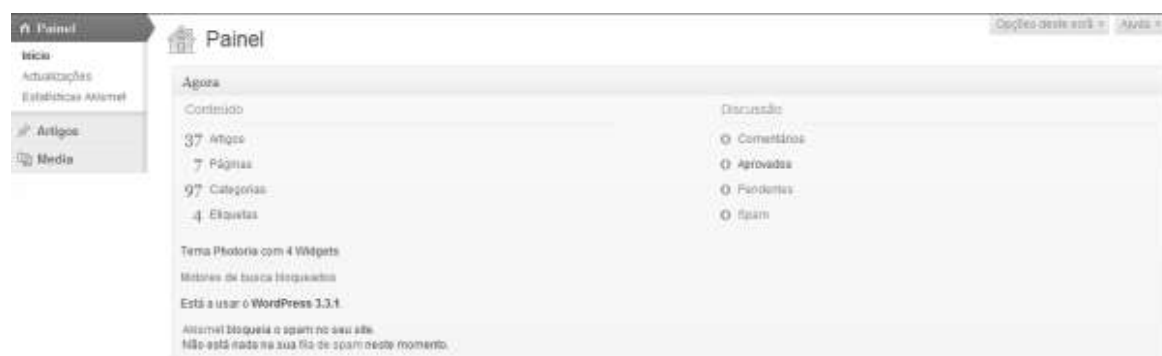 Painel
Início
Actualizações
Estatísticas Akismet
Artigos
Media
Painel
Opções deste ecrã
Ajuda
Agora
Conteúdo
37 Artigos
7 Páginas
97 Categorias
4 Etiquetas
Discussão
0 Comentários
0 Aprovados
0 Pendentes
0 Spam
Tema Photoria com 4 Widgets
Motores de busca bloqueados
Está a usar o WordPress 3.3.1.
Akismet bloqueia o spam no seu site.
Não está nada na sua fila de spam neste momento.